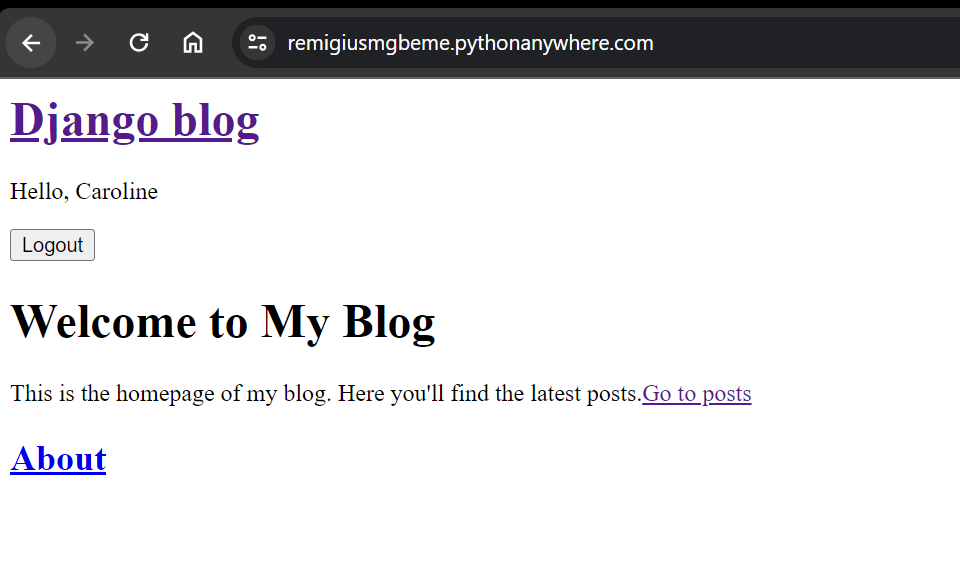 remigiusmgbeme.pythonanywhere.com
Django blog
Hello, Caroline
Logout
Welcome to My Blog
This is the homepage of my blog. Here you'll find the latest posts.Go to posts
About